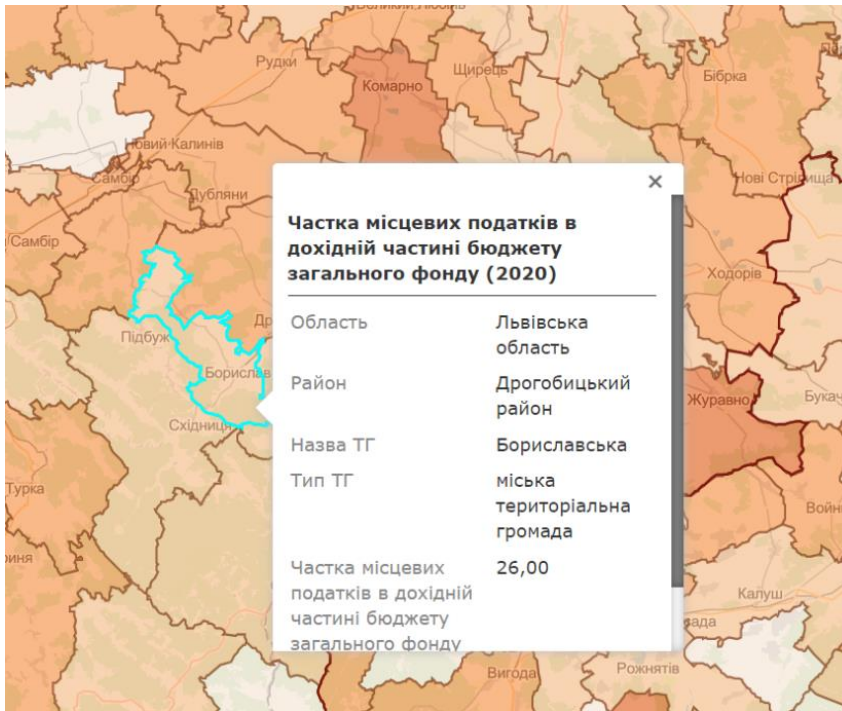 Великий Любінь
Рудки
Щирець
Бібрка
Комарно
Новий Калинів
Самбір
Дубляни
Нові Стрілища
×
Частка місцевих податків в
дохідній частині бюджету
загального фонду (2020)
Самбір
Ходорів
Область
Львівська
область
Підбуж
Борислав
Район
Дрогобицький
район
Журавно
Східниця
Назва ТГ
Бориславська
Тип ТГ
міська
територіальна
громада
Турка
Частка місцевих
26,00
податків в дохідній
частині бюджету
загального фонду
Калуш
Вигода
Рожнятів